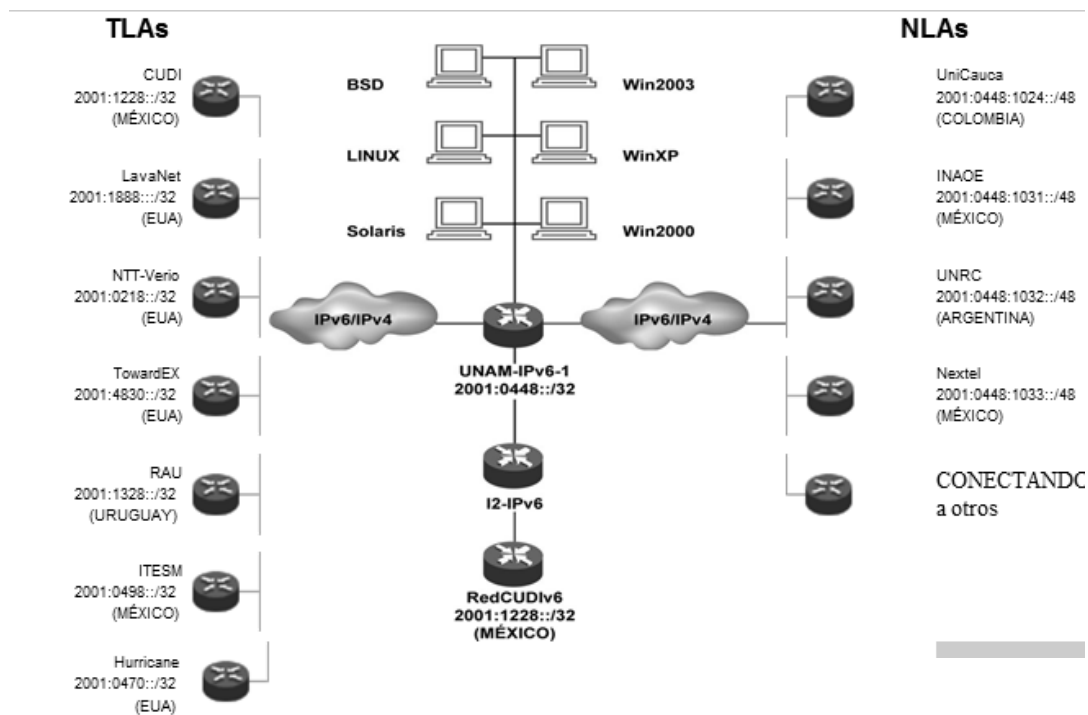 TLAs
CUDI
2001:1228::/32
(MÉXICO)
LavaNet
2001:1888:::/32
(EUA)
NTT-Verio
2001:0218::/32
(EUA)
TowardEX
2001:4830::/32
(EUA)
RAU
2001:1328::/32
(URUGUAY)
ITESM
2001:0498::/32
(MÉXICO)
Hurricane
2001:0470::/32
(EUA)
BSD
Win2003
LINUX
WinXP
Solaris
Win2000
IPv6/IPv4
IPv6/IPv4
UNAM-IPv6-1
2001:0448::/32
I2-IPv6
RedCUDIv6
2001:1228::/32
(MÉXICO)
NLAs
UniCauca
2001:0448:1024::/48
(COLOMBIA)
INAOE
2001:0448:1031::/48
(MÉXICO)
UNRC
2001:0448:1032::/48
(ARGENTINA)
Nextel
2001:0448:1033::/48
(MÉXICO)
CONECTANDO
a otros